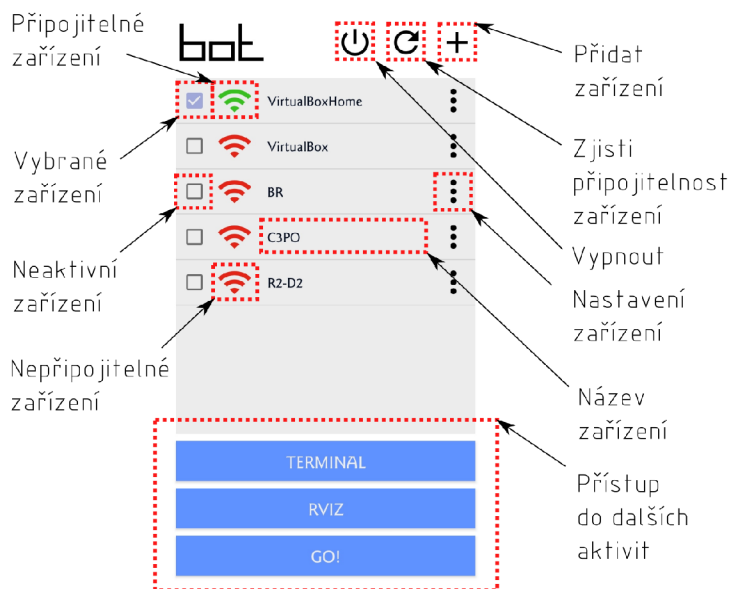 Připojitelné
zařízení
bot
Přidat
zařízení
VirtualBoxHome
VirtualBox
BR
C3PO
R2-D2
Vybrané
zařízení
Zjisti
připojitelnost
zařízení
Vypnout
Neaktivní
zařízení
Nastavení
zařízení
Nepřipojitelné
zařízení
Název
zařízení
TERMINAL
RVIZ
GO!
Přístup
do dalších
aktivit